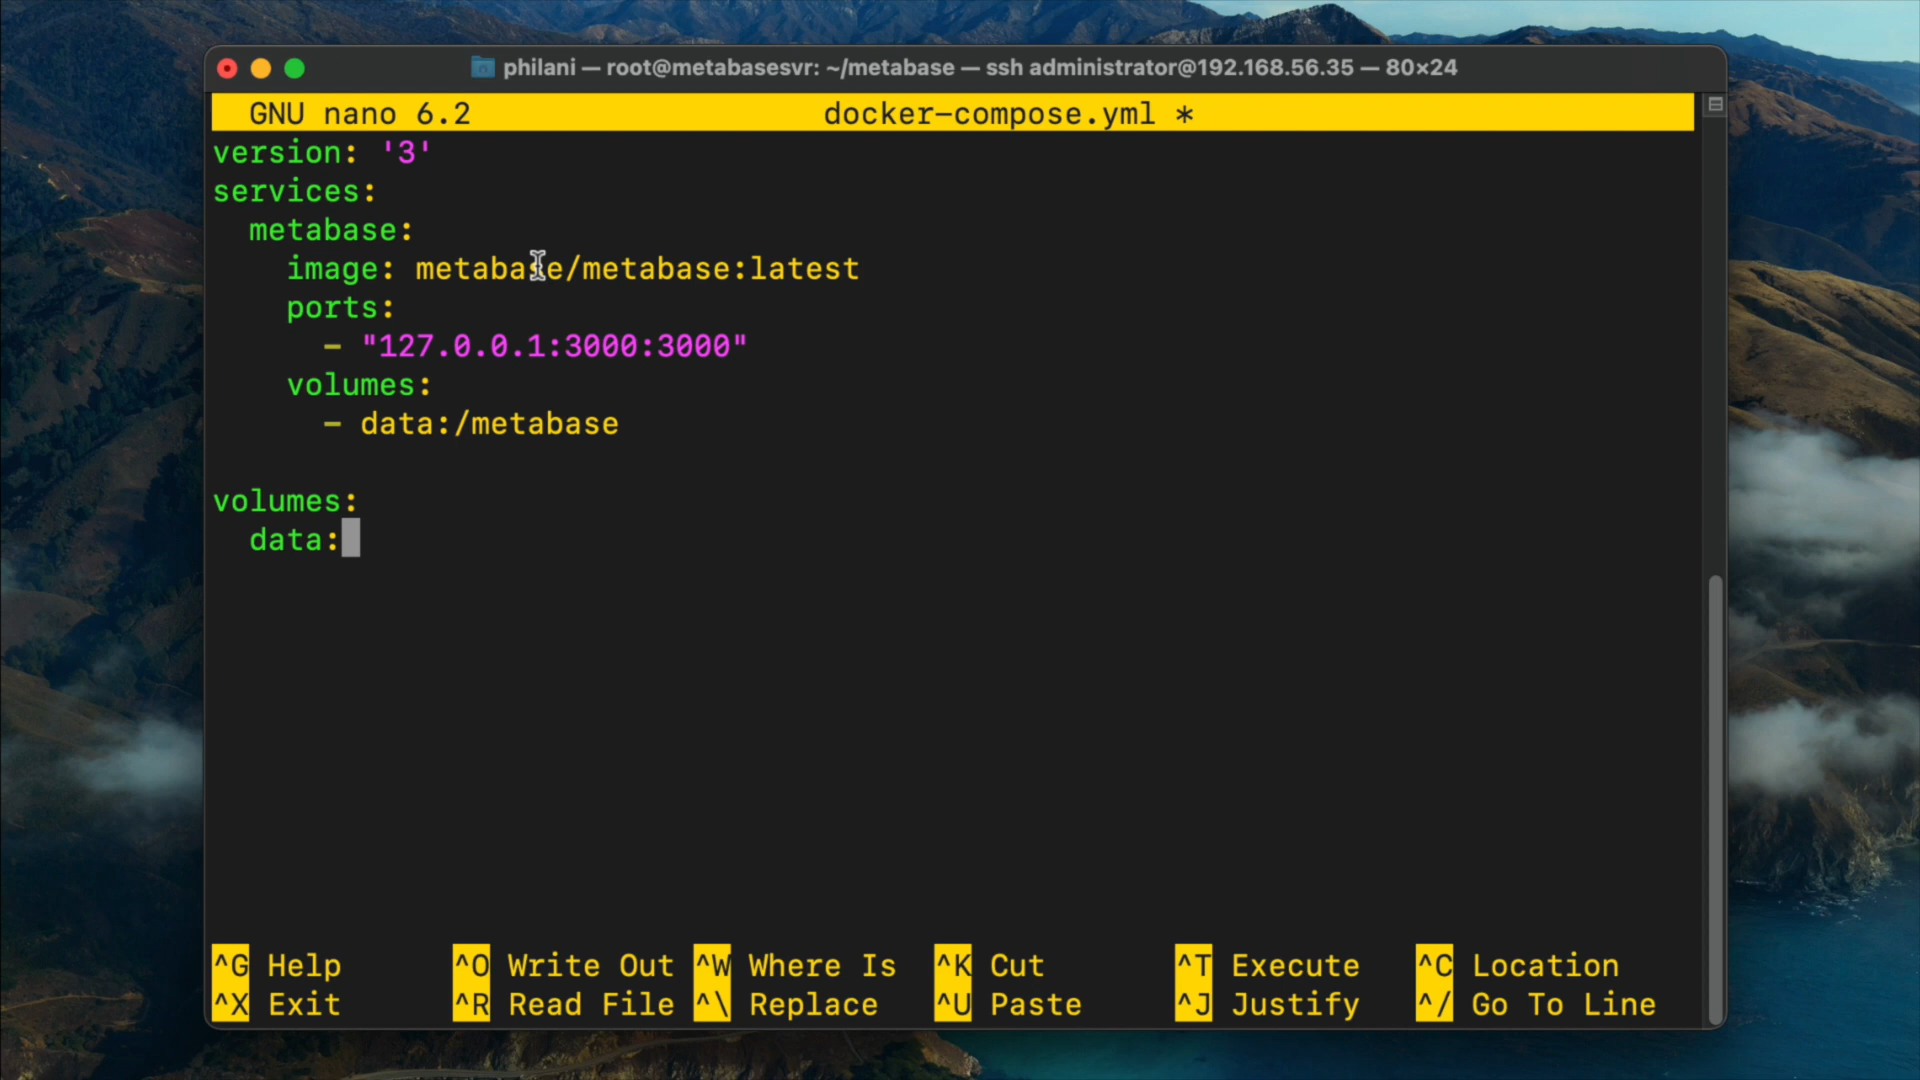 philani — root@metabasesvr: ~/metabase — ssh administrator@192.168.56.35 — 80×24
GNU nano 6.2 docker-compose.yml *
version: '3'
services:
  metabase:
    image: metabase/metabase:latest
    ports:
      - "127.0.0.1:3000:3000"
    volumes:
      - data:/metabase

volumes:
  data:
^G Help ^O Write Out ^W Where Is ^K Cut ^T Execute ^C Location
^X Exit ^R Read File ^\ Replace ^U Paste ^J Justify ^/ Go To Line